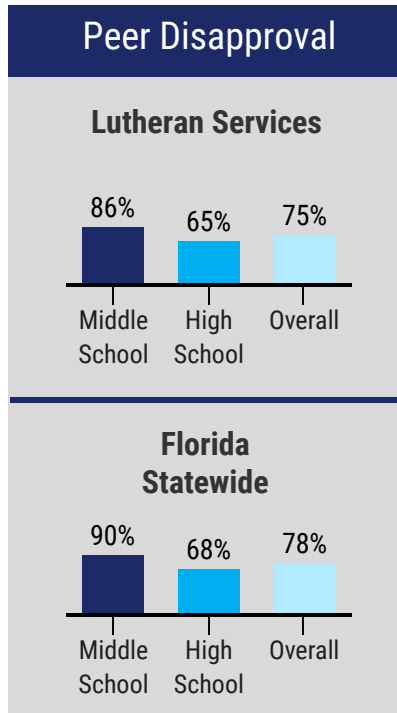 Peer Disapproval
Lutheran Services
86%
65%
75%
Middle School
High School
Overall
Florida
Statewide
90%
68%
78%
Middle School
High School
Overall